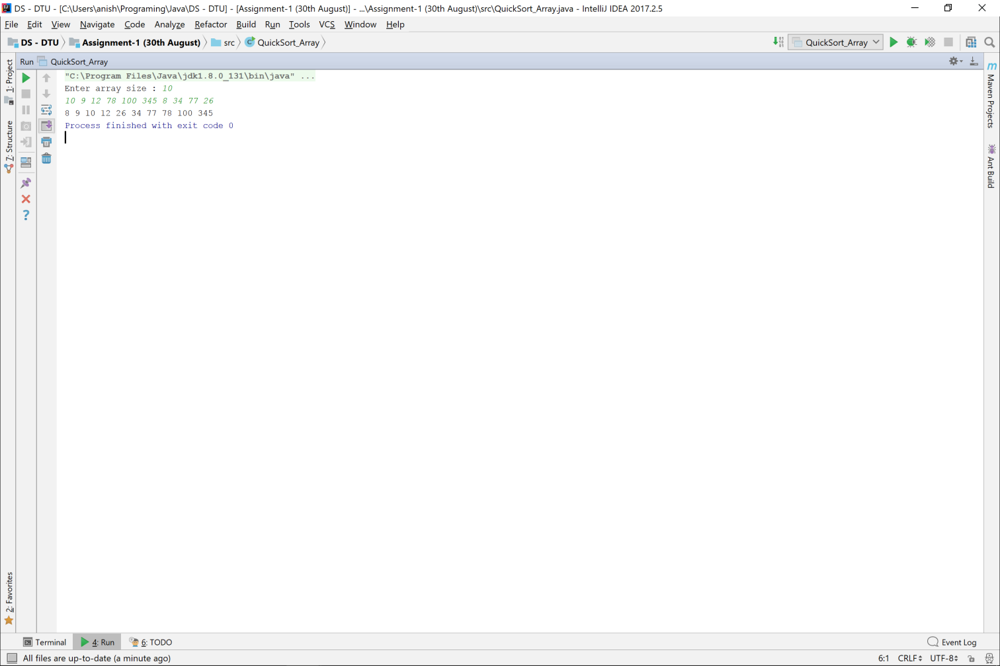 DS - DTU - [C:\Users\anish\Programing\Java\DS - DTU] - [Assignment-1 (30th August)] - ...\Assignment-1 (30th August)\src\QuickSort_Array.java - IntelliJ IDEA 2017.2.5
File Edit View Navigate Code Analyze Refactor Build Run Tools VCS Window Help
DS - DTU Assignment-1 (30th August) src QuickSort_Array QuickSort_Array
Run QuickSort_Array
1: Project
7: Structure
2: Favorites
"C:\Program Files\Java\jdk1.8.0_131\bin\java" ...
Enter array size : 10
10 9 12 78 100 345 8 34 77 26
8 9 10 12 26 34 77 78 100 345
Process finished with exit code 0
Maven Projects
Ant Build
Terminal 4: Run 6: TODO Event Log
All files are up-to-date (a minute ago) 6:1 CRLF UTF-8